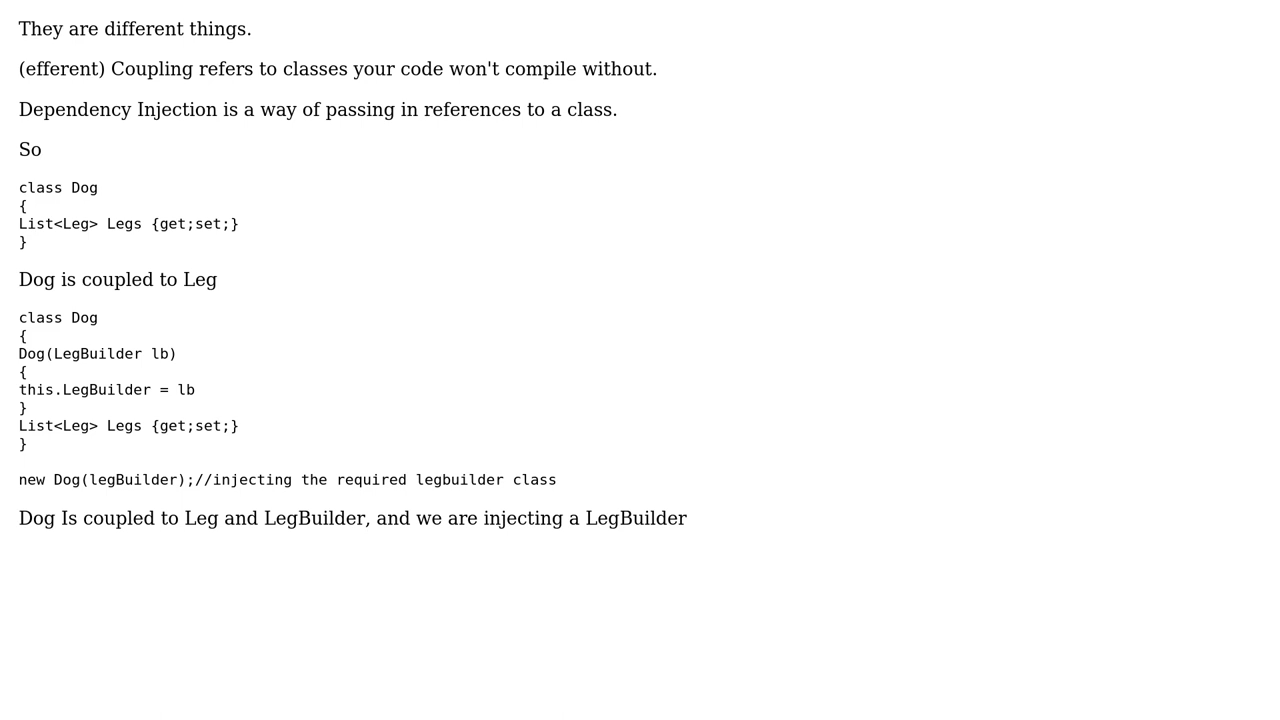 They are different things.
(efferent) Coupling refers to classes your code won't compile without.
Dependency Injection is a way of passing in references to a class.
So
class Dog
{
List<Leg> Legs {get;set;}
}
Dog is coupled to Leg
class Dog
{
Dog(LegBuilder lb)
{
this.LegBuilder = lb
}
List<Leg> Legs {get;set;}
}
new Dog(legBuilder);//injecting the required legbuilder class
Dog Is coupled to Leg and LegBuilder, and we are injecting a LegBuilder